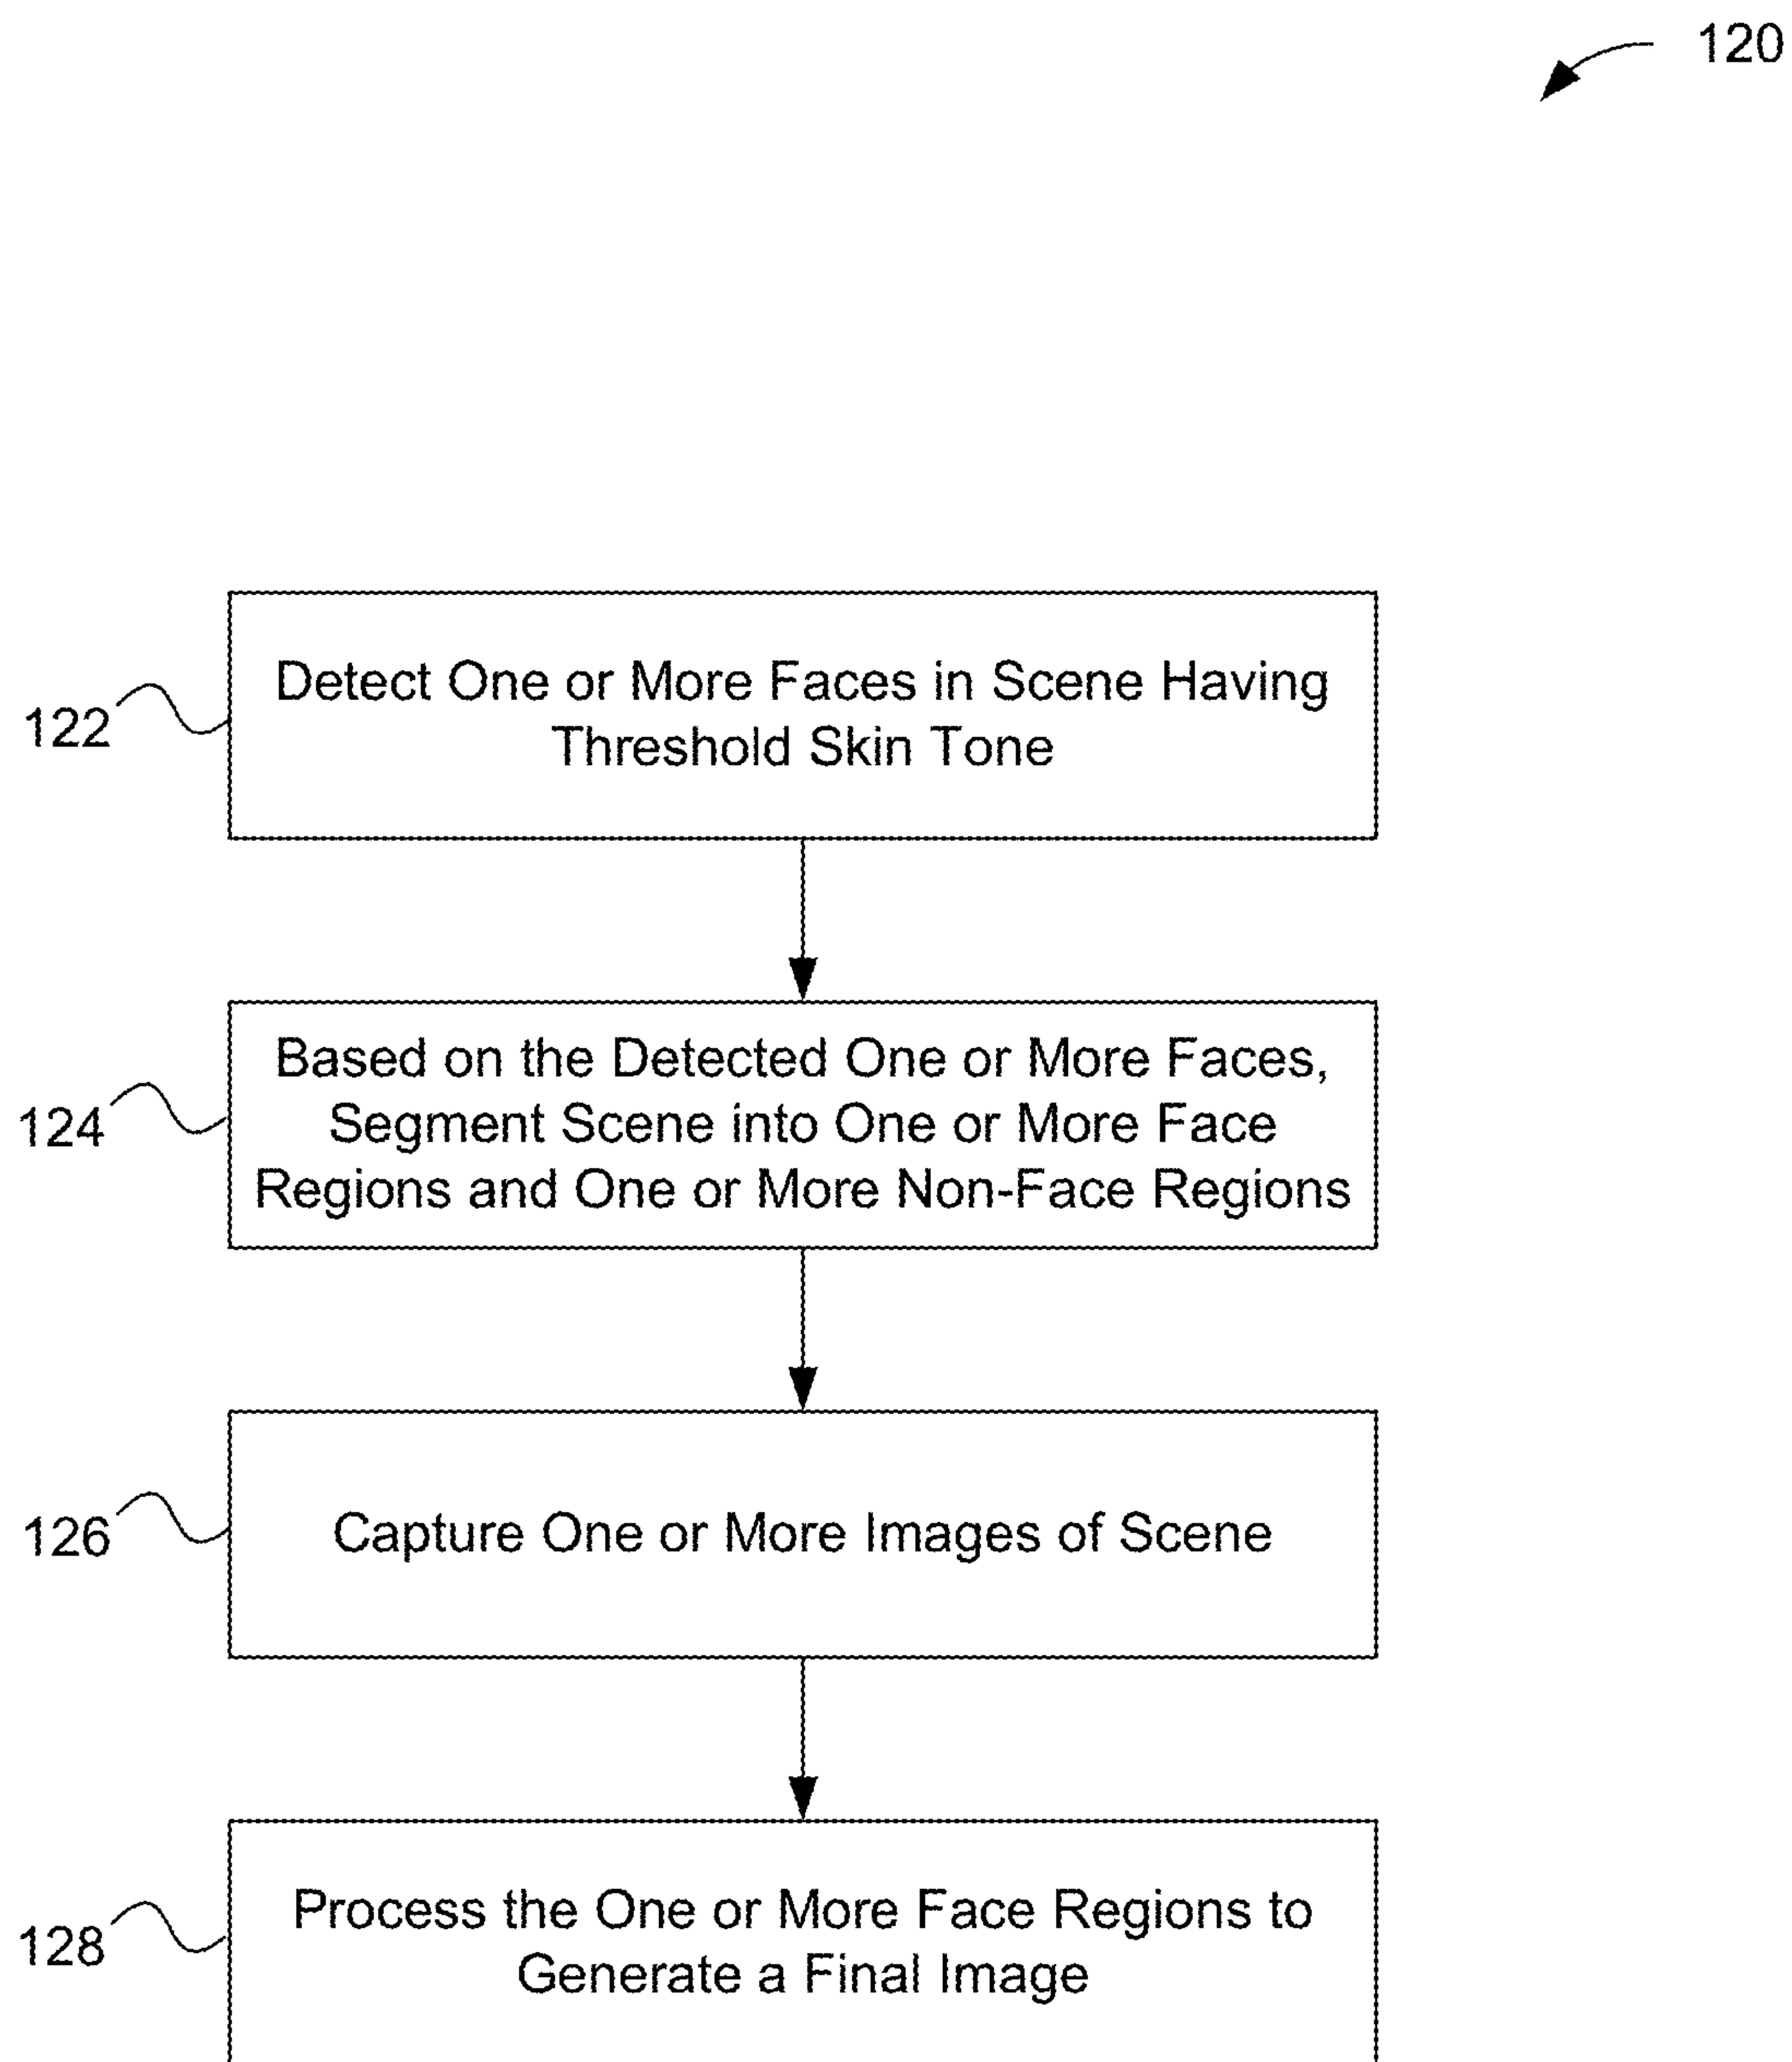 120
122
Detect One or More Faces in Scene Having
Threshold Skin Tone
124
Based on the Detected One or More Faces,
Segment Scene into One or More Face
Regions and One or More Non-Face Regions
126
Capture One or More Images of Scene
128
Process the One or More Face Regions to
Generate a Final Image